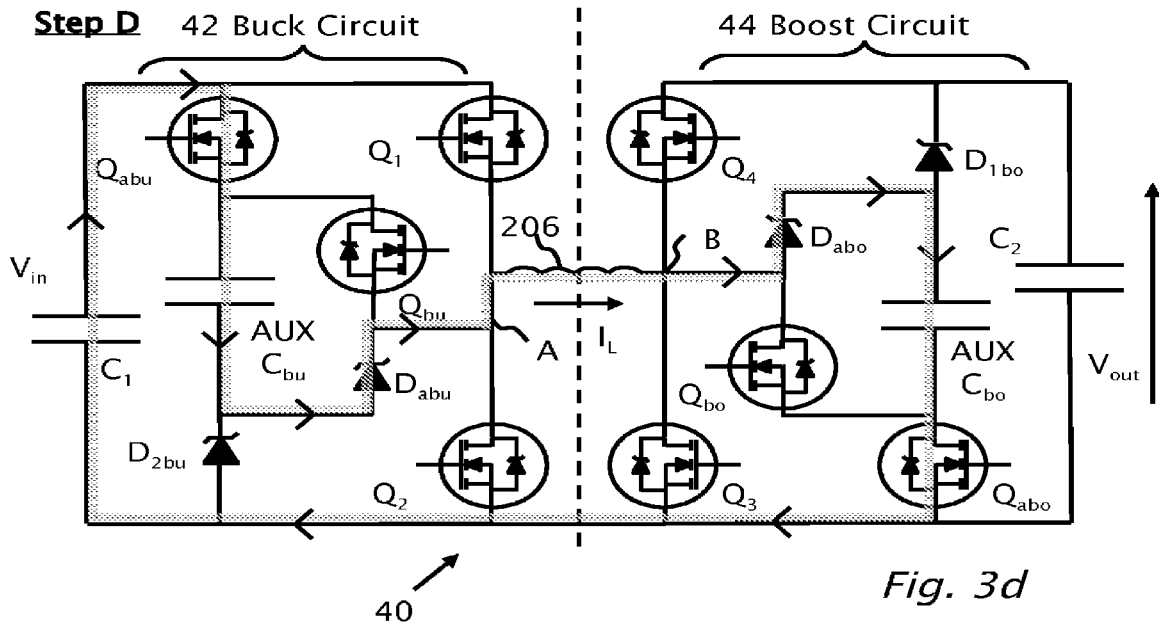 Step D
42 Buck Circuit
44 Boost Circuit
Qabu
Q1
Q4
D1bo
206
B
Dabo
C2
Vin
Qbu
A
IL
AUX
Cbu
AUX
Cbo
Vout
C1
Dabu
Qbo
D2bu
Q2
Q3
Qabo
40
Fig. 3d